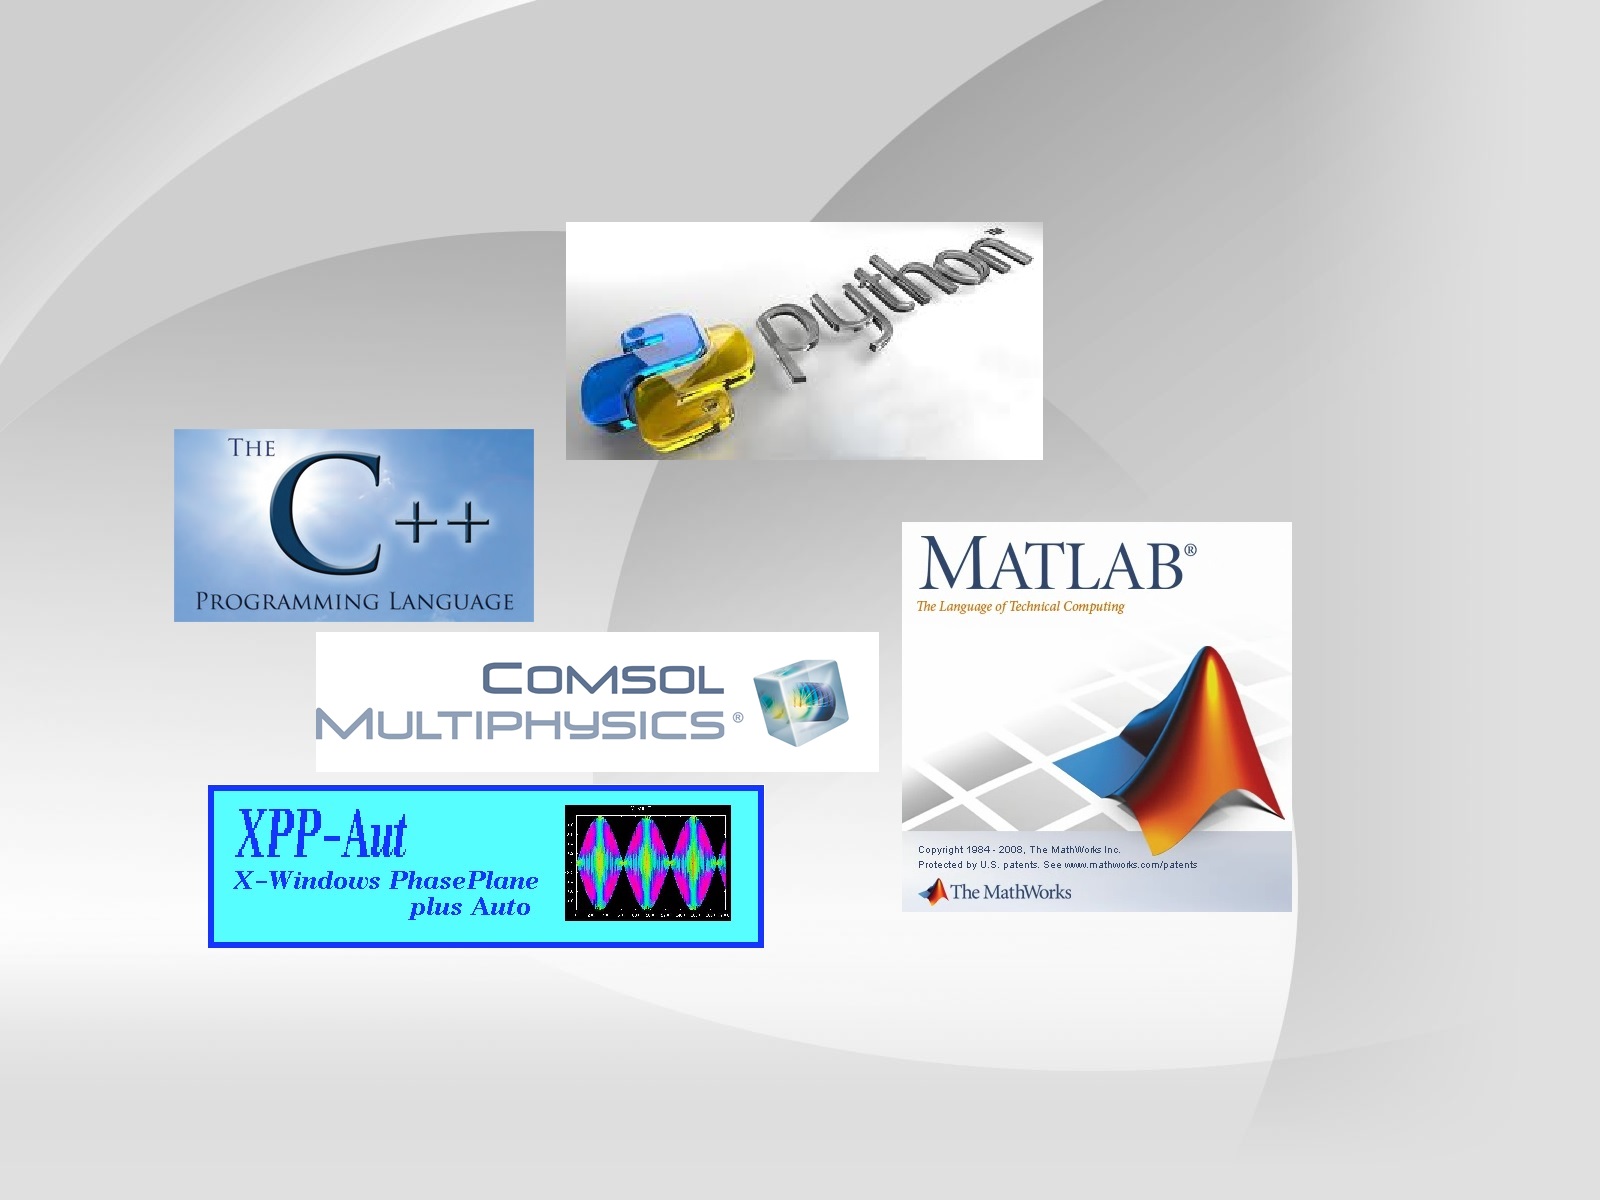 python
THE
C++
PROGRAMMING LANGUAGE
MATLAB®
The Language of Technical Computing
COMSOL
MULTIPHYSICS®
XPP-Aut
X-Windows PhasePlane
plus Auto
Copyright 1984 - 2008, The MathWorks Inc.
Protected by U.S. patents. See www.mathworks.com/patents
The MathWorks